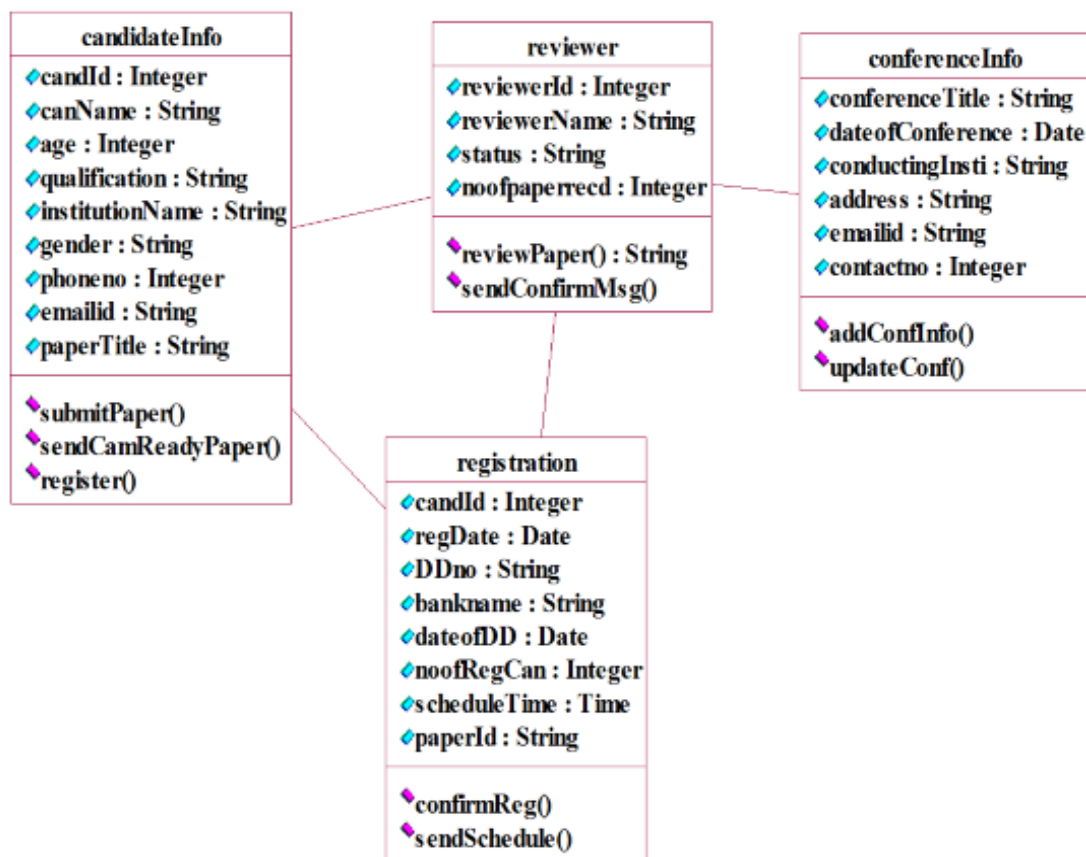 candidateInfo
candId : Integer
canName : String
age : Integer
qualification : String
institutionName : String
gender : String
phoneno : Integer
emailid : String
paperTitle : String
submitPaper()
sendCamReadyPaper()
register()
reviewer
reviewerId : Integer
reviewerName : String
status : String
noofpaperrecd : Integer
reviewPaper() : String
sendConfirmMsg()
conferenceInfo
conferenceTitle : String
dateofConference : Date
conductingInsti : String
address : String
emailid : String
contactno : Integer
addConfInfo()
updateConf()
registration
candId : Integer
regDate : Date
DDno : String
bankname : String
dateofDD : Date
noofRegCan : Integer
scheduleTime : Time
paperId : String
confirmReg()
sendSchedule()